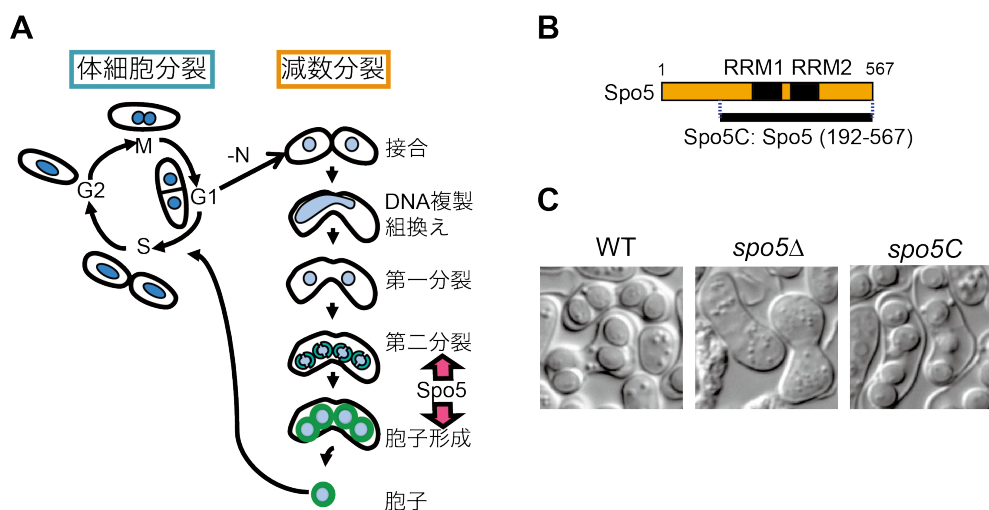 A
体細胞分裂
減数分裂
M
G2
G1
S
-N
接合
DNA複製
組換え
第一分裂
第二分裂
Spo5
胞子形成
胞子
B
1
RRM1
RRM2
567
Spo5
Spo5C: Spo5 (192-567)
C
WT
spo5Δ
spo5C